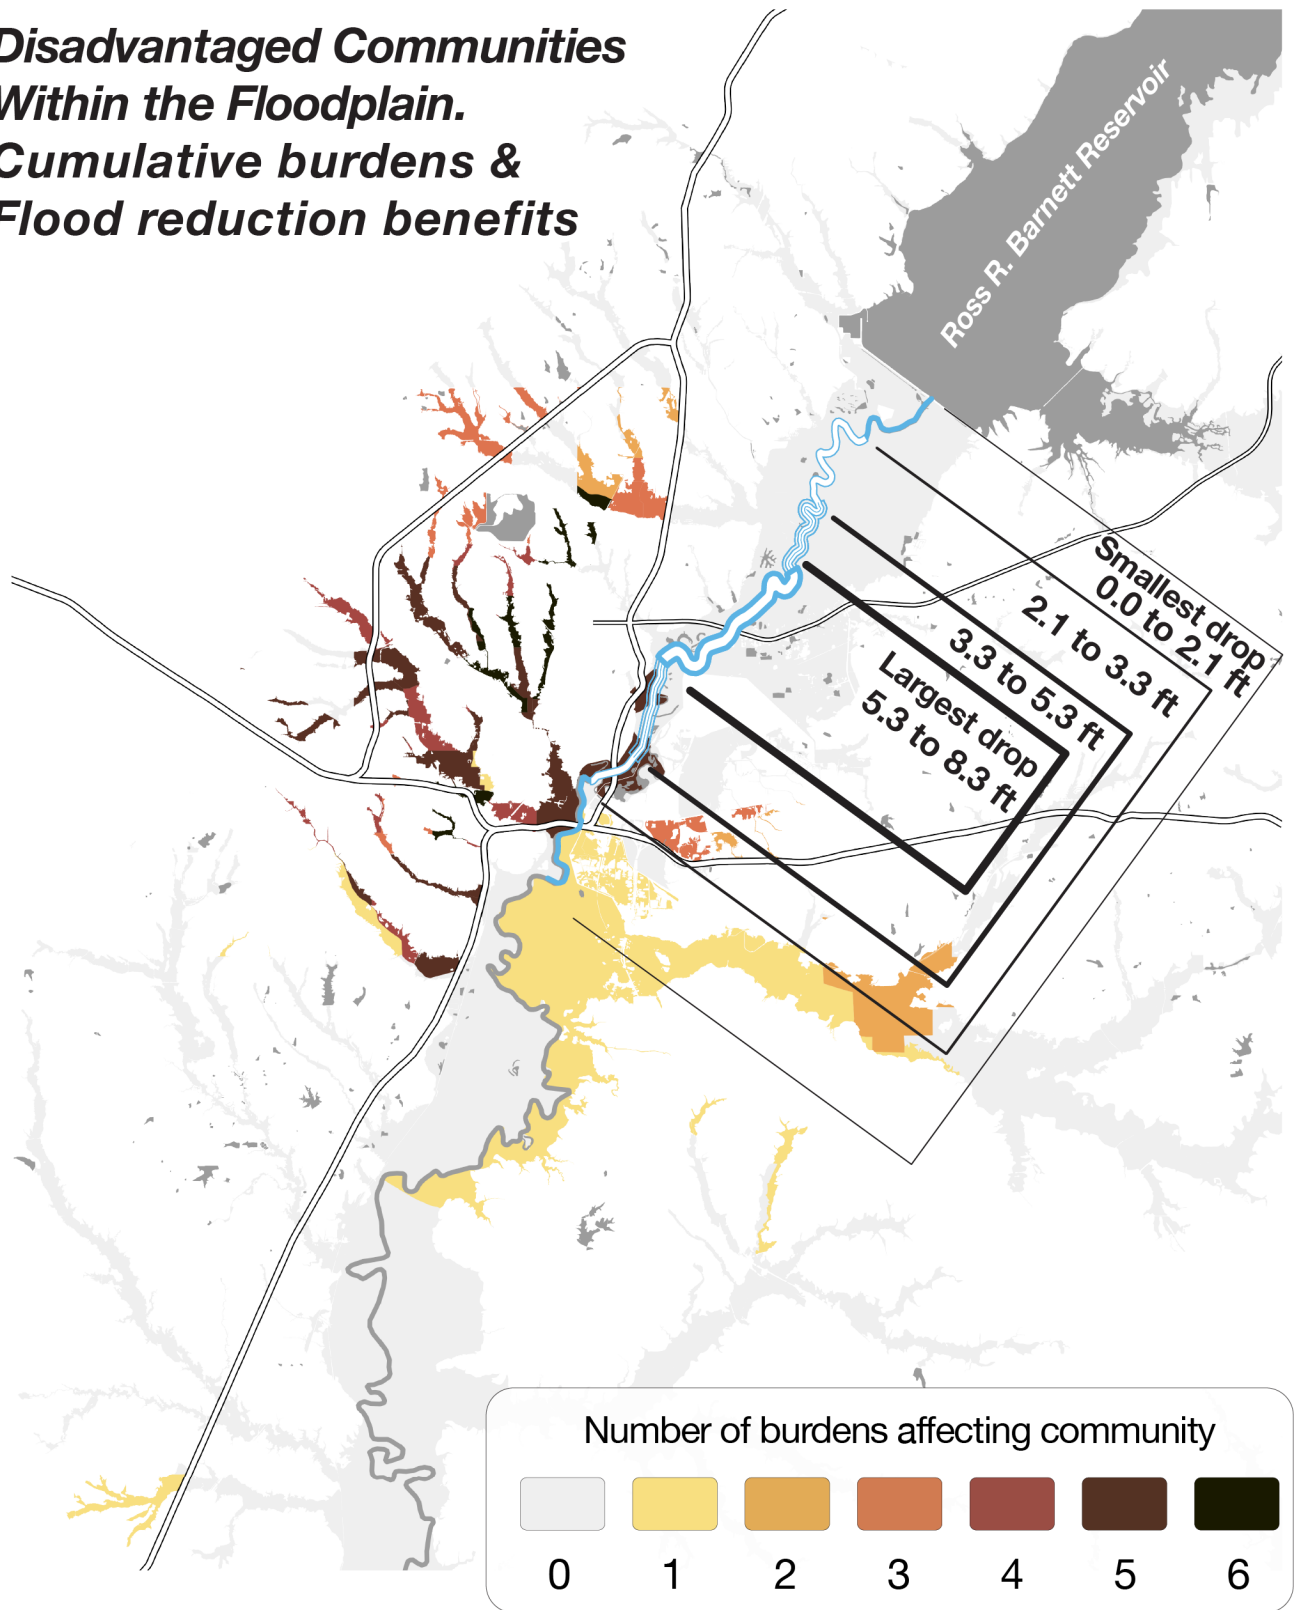 Disadvantaged Communities
Within the Floodplain.
Cumulative burdens &
Flood reduction benefits
Ross R. Barnett Reservoir
Smallest drop
0.0 to 2.1 ft
2.1 to 3.3 ft
3.3 to 5.3 ft
Largest drop
5.3 to 8.3 ft
Number of burdens affecting community
0 1 2 3 4 5 6